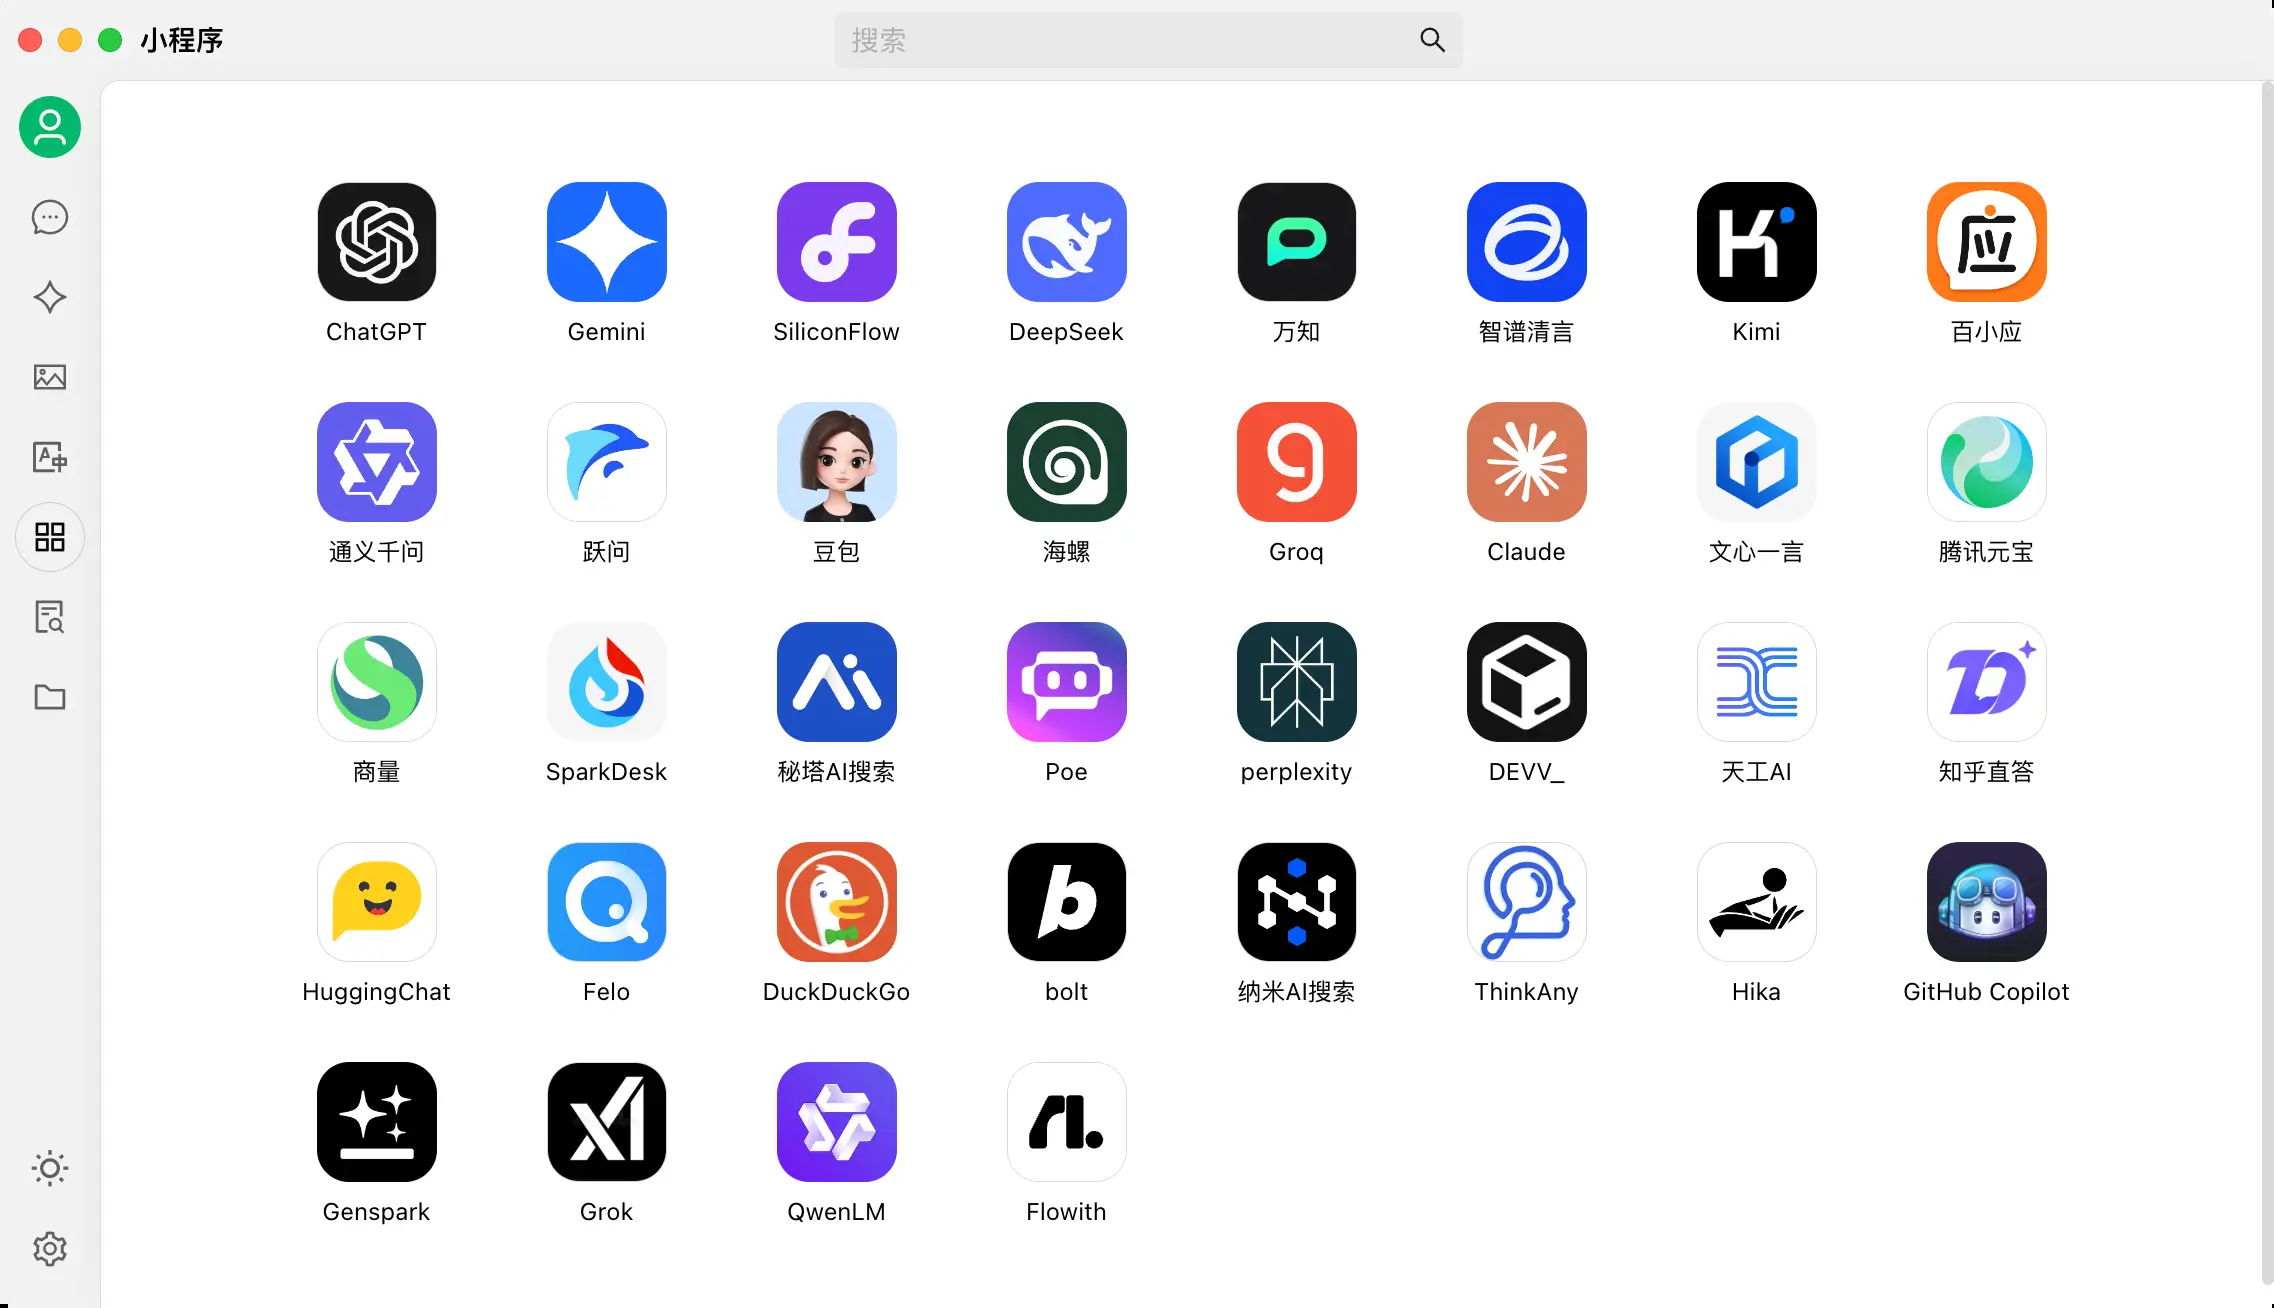 小程序
搜索
ChatGPT
Gemini
SiliconFlow
DeepSeek
万知
智谱清言
Kimi
应
百小应
通义千问
跃问
豆包
海螺
Groq
Claude
文心一言
腾讯元宝
商量
SparkDesk
秘塔AI搜索
Poe
perplexity
DEVV_
天工AI
知乎直答
HuggingChat
Felo
DuckDuckGo
bolt
纳米AI搜索
ThinkAny
Hika
GitHub Copilot
Genspark
Grok
QwenLM
Flowith